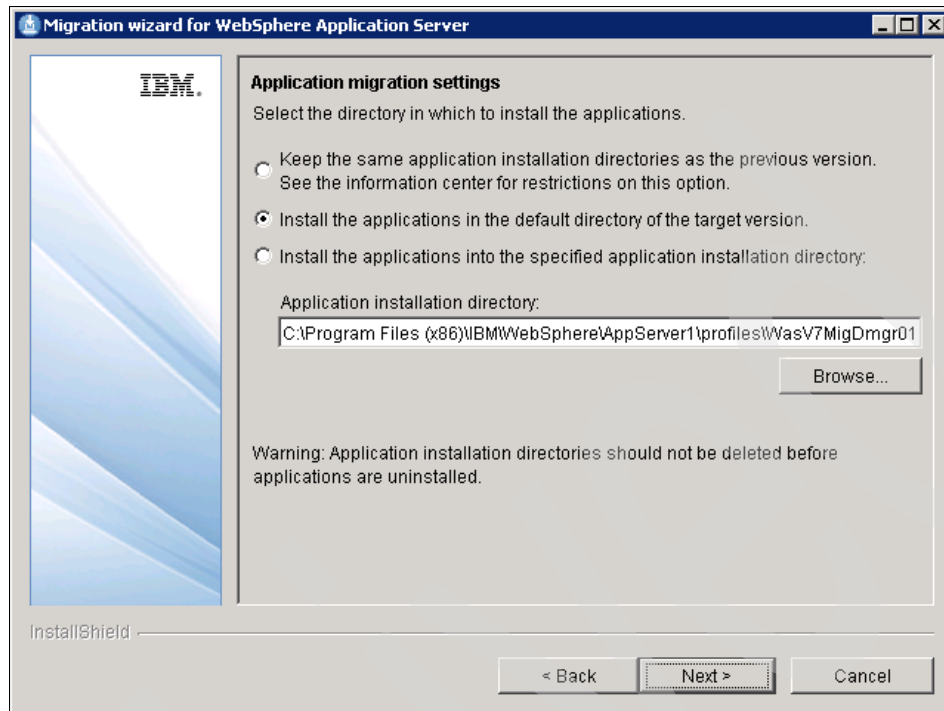 Migration wizard for WebSphere Application Server
IBM.
Application migration settings
Select the directory in which to install the applications.
Keep the same application installation directories as the previous version.
See the information center for restrictions on this option.
Install the applications in the default directory of the target version.
Install the applications into the specified application installation directory:
Application installation directory:
C:\Program Files (x86)\IBM\WebSphere\AppServer1\profiles\WasV7MigDmgr01
Browse...
Warning: Application installation directories should not be deleted before
applications are uninstalled.
InstallShield
< Back
Next >
Cancel